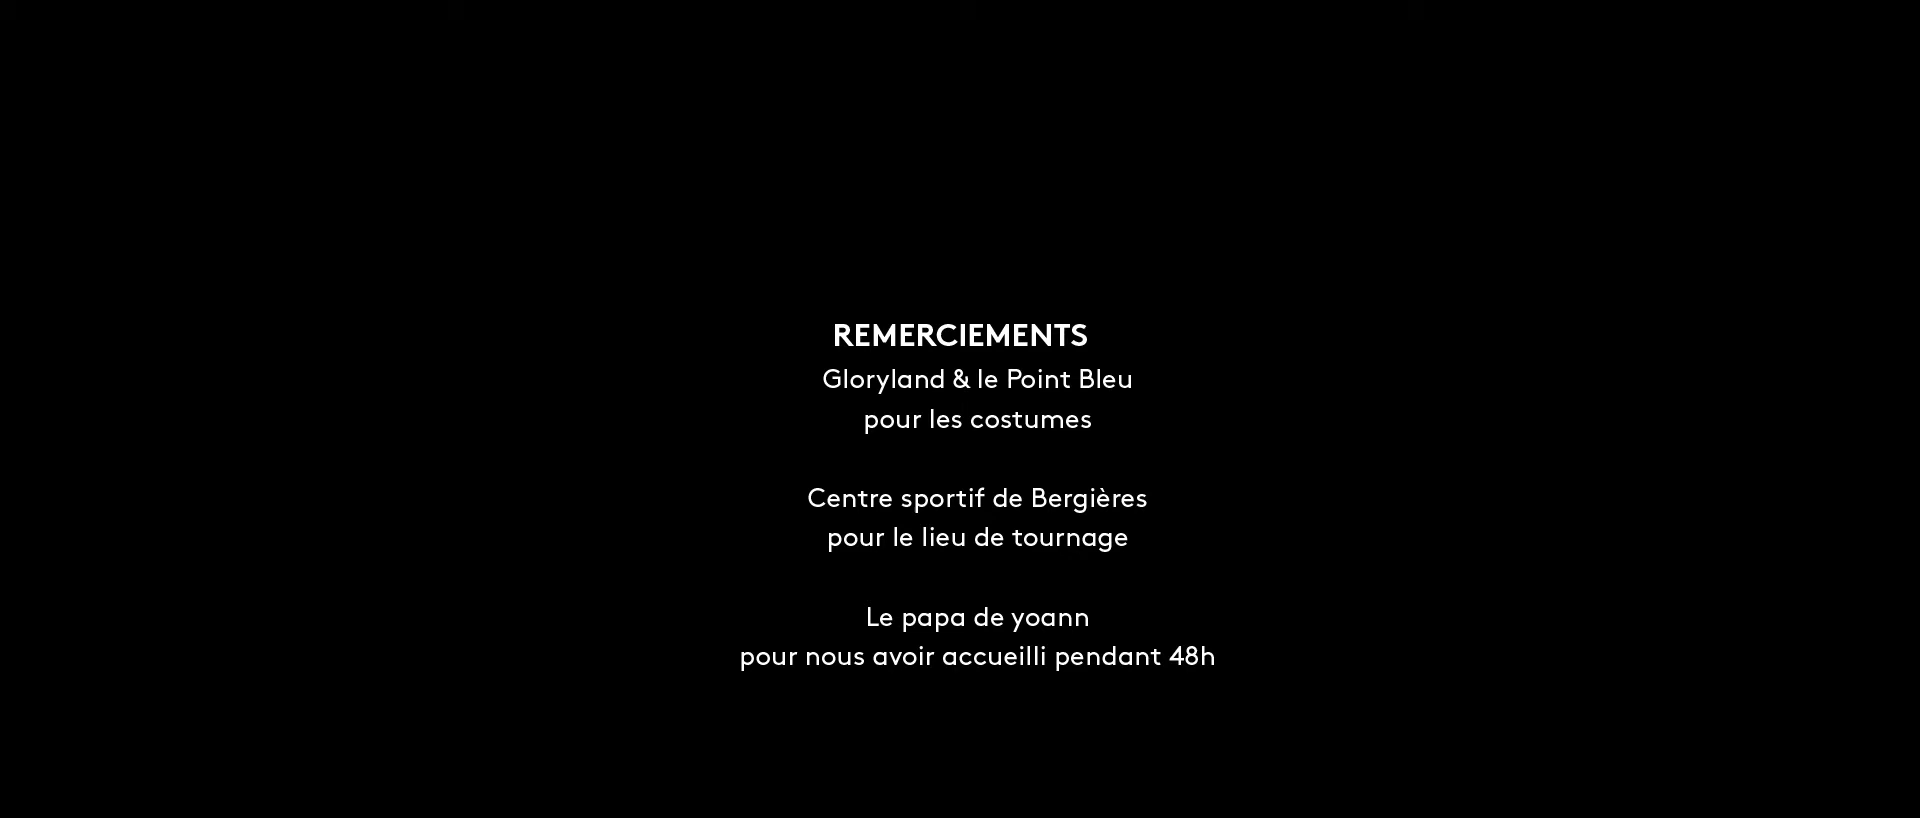 REMERCIEMENTS
Gloryland & le Point Bleu
pour les costumes
Centre sportif de Bergières
pour le lieu de tournage
Le papa de yoann
pour nous avoir accueilli pendant 48h